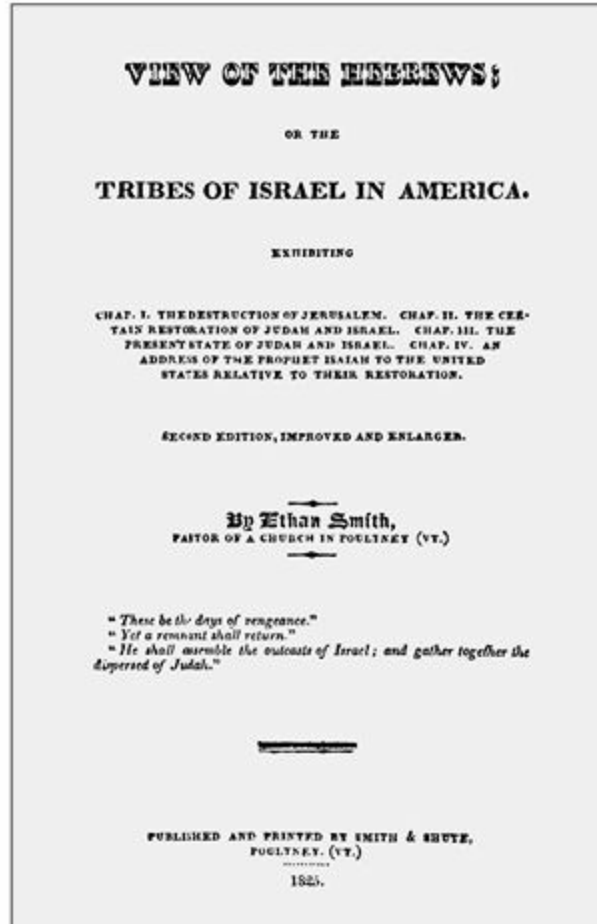 VIEW OF THE HEBREWS;
OR THE
TRIBES OF ISRAEL IN AMERICA.
EXHIBITING
CHAP. I. THE DESTRUCTION OF JERUSALEM. CHAP. II. THE CER-
TAIN RESTORATION OF JUDAH AND ISRAEL. CHAP. III. THE
PRESENT STATE OF JUDAH AND ISRAEL. CHAP. IV. AN
ADDRESS OF THE PROPHET ISAIAH TO THE UNITED
STATES RELATIVE TO THEIR RESTORATION.
SECOND EDITION, IMPROVED AND ENLARGED.
By Ethan Smith,
PASTOR OF A CHURCH IN POULTNEY (VT.)
"These be the days of vengeance."
"Yet a remnant shall return."
"He shall assemble the outcasts of Israel; and gather together the
dispersed of Judah."
PUBLISHED AND PRINTED BY SMITH & SHUTE,
POULTNEY. (VT.)
1825.